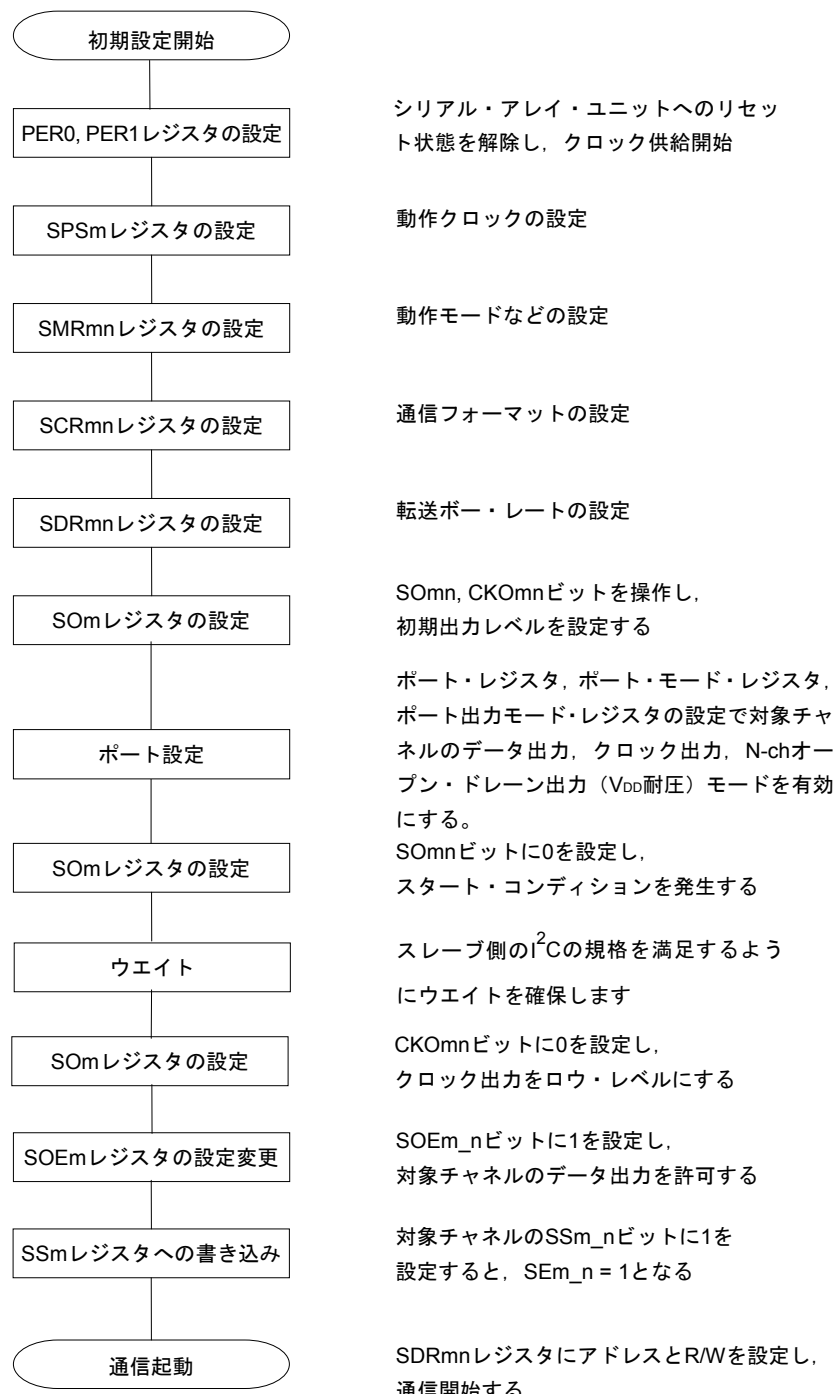 初期設定開始
PER0, PER1レジスタの設定
シリアル・アレイ・ユニットへのリセッ
ト状態を解除し，クロック供給開始
SPSmレジスタの設定
動作クロックの設定
SMRmnレジスタの設定
動作モードなどの設定
SCRmnレジスタの設定
通信フォーマットの設定
SDRmnレジスタの設定
転送ボー・レートの設定
SOmレジスタの設定
SOmn, CKOmnビットを操作し，
初期出力レベルを設定する
ポート設定
ポート・レジスタ，ポート・モード・レジスタ，
ポート出力モード・レジスタの設定で対象チャ
ネルのデータ出力，クロック出力，N-chオー
プン・ドレーン出力（VDD耐圧）モードを有効
にする。
SOmレジスタの設定
SOmnビットに0を設定し，
スタート・コンディションを発生する
ウエイト
スレーブ側のI2Cの規格を満足するよう
にウエイトを確保します
SOmレジスタの設定
CKOmnビットに0を設定し，
クロック出力をロウ・レベルにする
SOEmレジスタの設定変更
SOEm_nビットに1を設定し，
対象チャネルのデータ出力を許可する
SSmレジスタへの書き込み
対象チャネルのSSm_nビットに1を
設定すると，SEm_n = 1となる
通信起動
SDRmnレジスタにアドレスとR/Wを設定し，
通信開始する